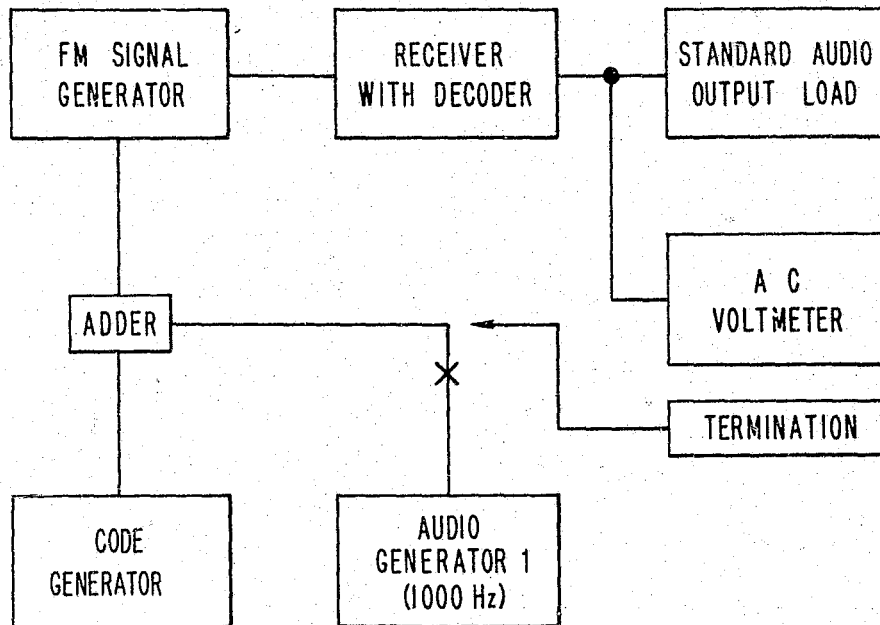 FM SIGNAL
GENERATOR
RECEIVER
WITH DECODER
STANDARD AUDIO
OUTPUT LOAD
A C
VOLTMETER
ADDER
TERMINATION
CODE
GENERATOR
AUDIO
GENERATOR 1
(1000 Hz)